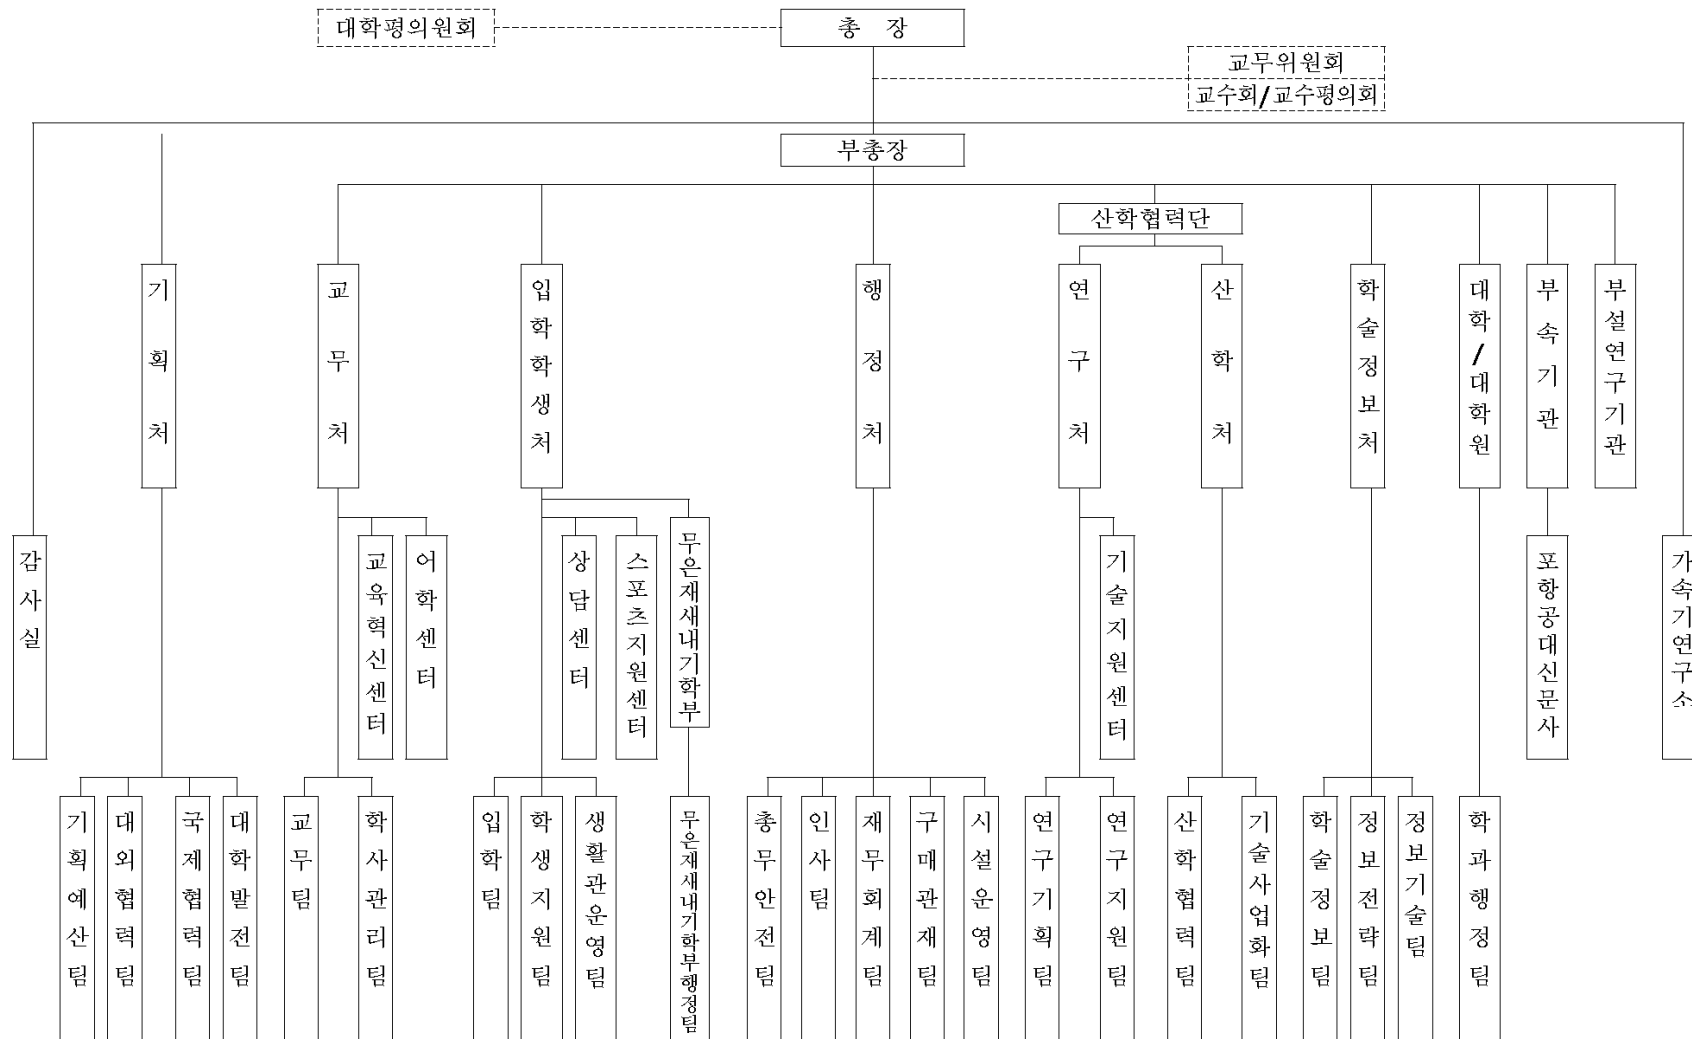 대학평의원회
총 장
교무위원회
교수회/교수평의회
부총장
산학협력단
기획처
교무처
입학학생처
행정처
연구처
산학처
학술정보처
대학/대학원
부속기관
부설연구기관
감사실
교육혁신센터
어학센터
상담센터
스포츠지원센터
무은재새내기학부
기술지원센터
포항공대신문사
가속기연구소
기획예산팀
대외협력팀
국제협력팀
대학발전팀
교무팀
학사관리팀
입학팀
학생지원팀
생활관운영팀
무은재새내기학부행정팀
총무안전팀
인사팀
재무회계팀
구매관재팀
시설운영팀
연구기획팀
연구지원팀
산학협력팀
기술사업화팀
학술정보팀
정보전략팀
정보기술팀
학과행정팀